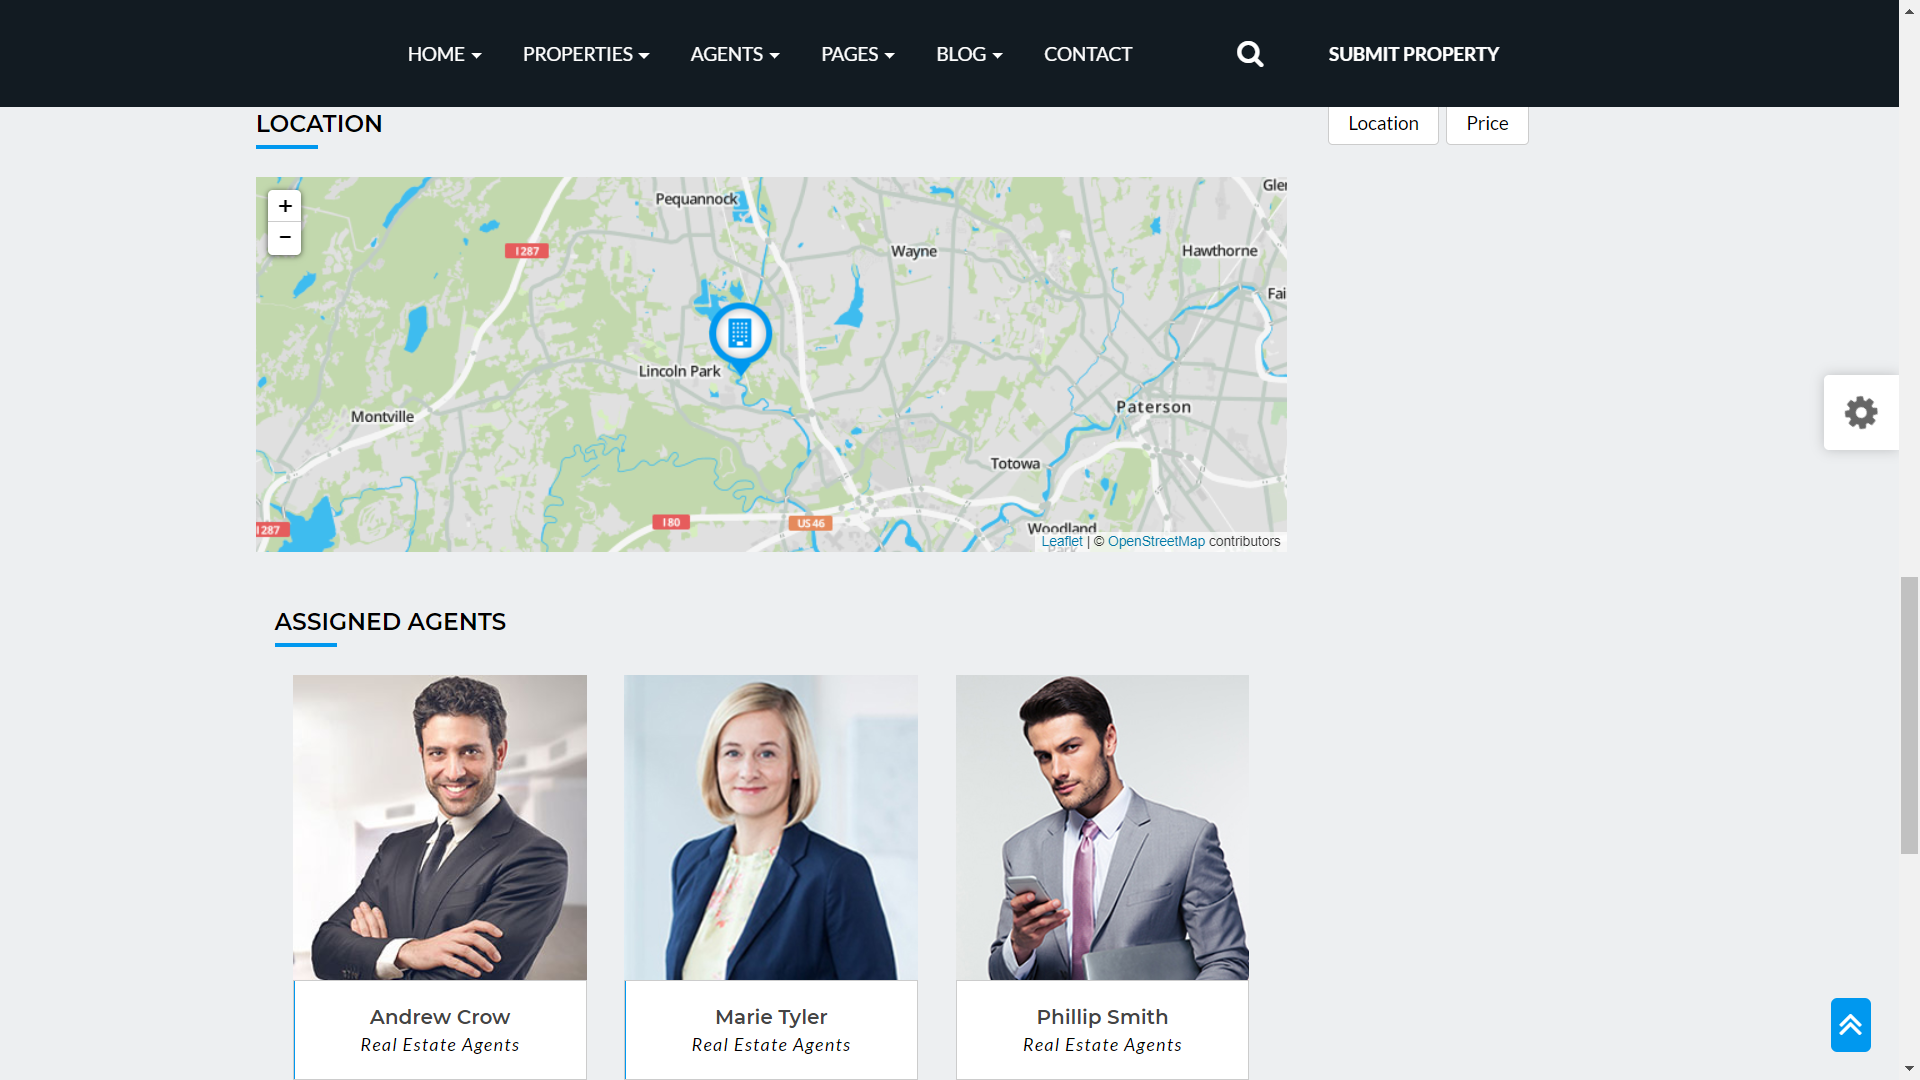 HOME PROPERTIES AGENTS PAGES BLOG CONTACT SUBMIT PROPERTY
LOCATION
Location Price
+
−
Pequannock
Wayne
Hawthorne
I 287
Lincoln Park
Montville
Paterson
Totowa
I 80
US 46
I 287
Woodland
Leaflet | © OpenStreetMap contributors
ASSIGNED AGENTS
Andrew Crow
Real Estate Agents
Marie Tyler
Real Estate Agents
Phillip Smith
Real Estate Agents